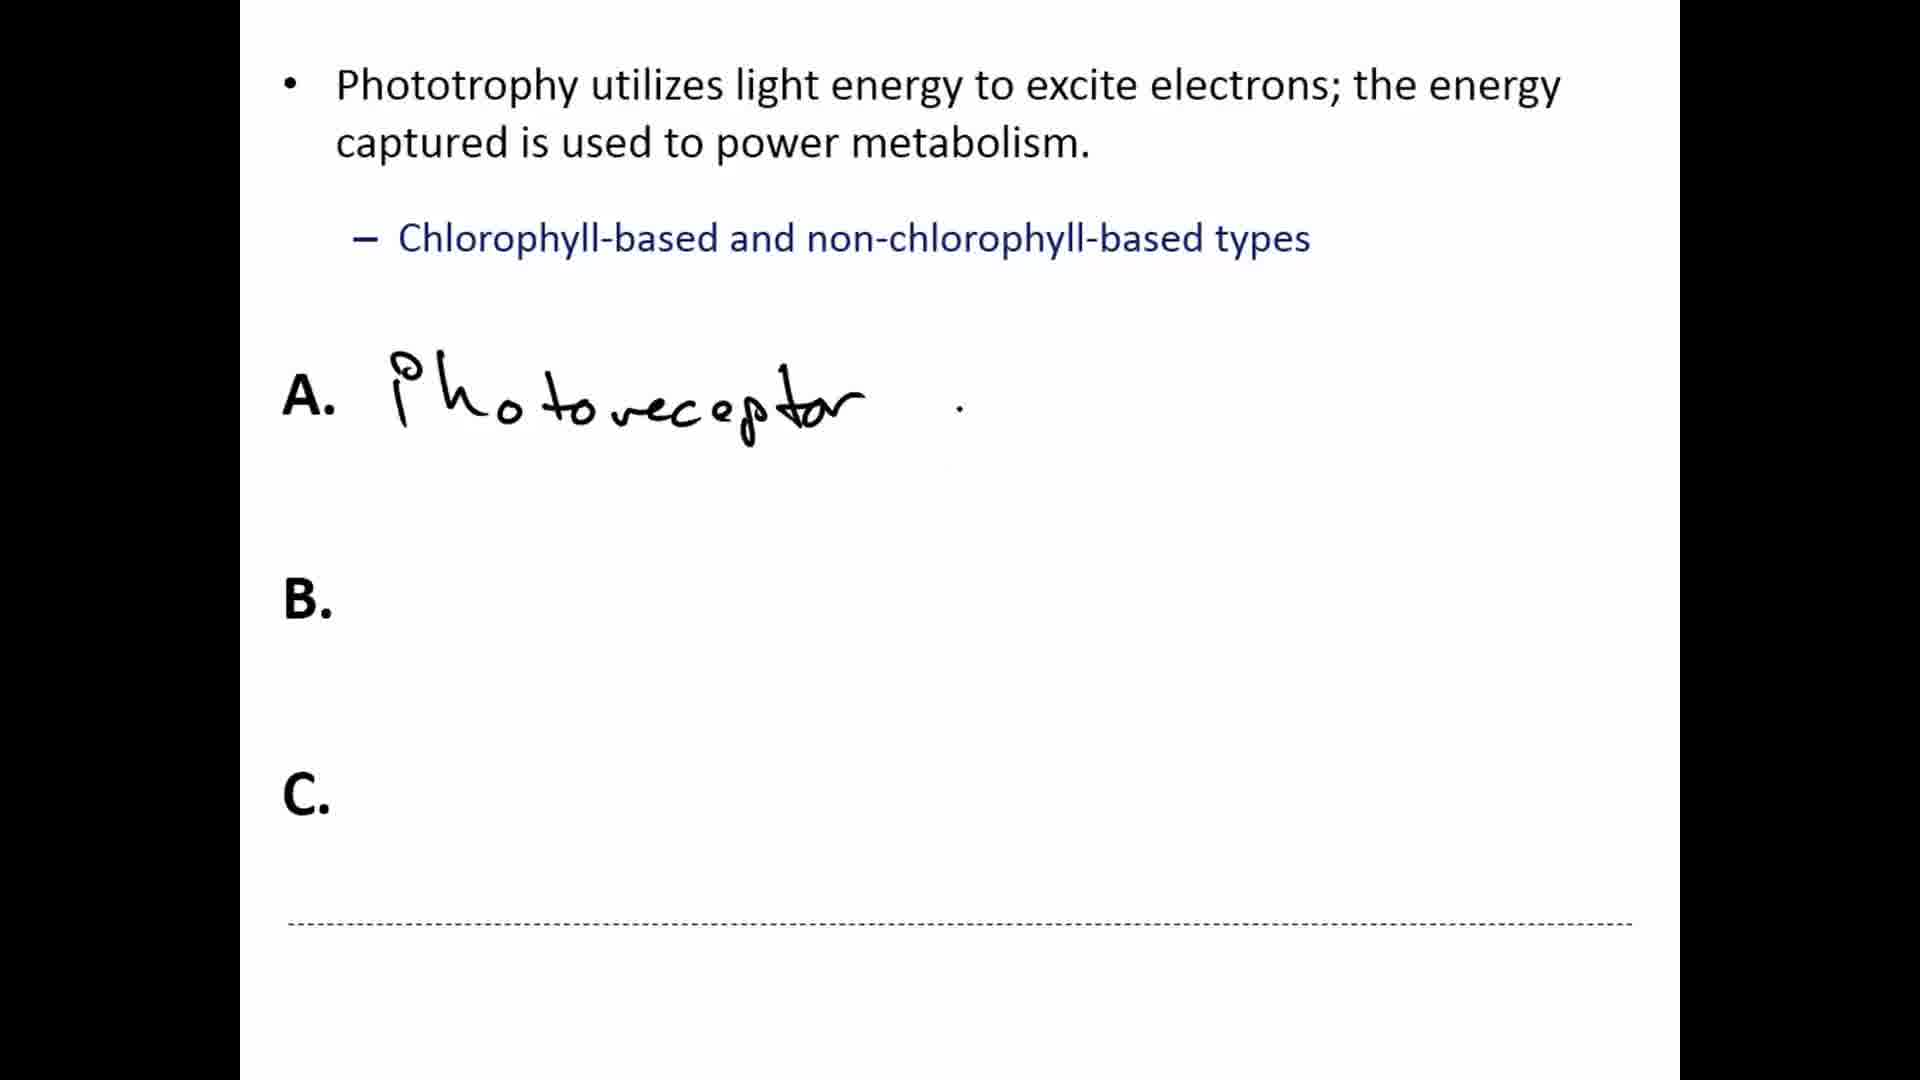 • Phototrophy utilizes light energy to excite electrons; the energy
captured is used to power metabolism.
– Chlorophyll-based and non-chlorophyll-based types
A. Photoreceptor
B.
C.